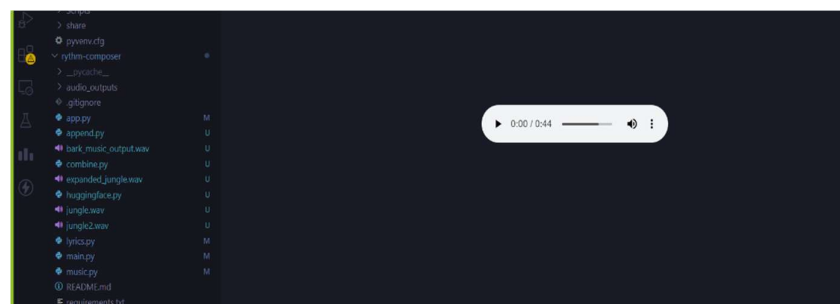 scripts
share
pyvenv.cfg
rythm-composer
__pycache__
audio_outputs
.gitignore
app.py M
append.py U
bark_music_output.wav U
combine.py U
expanded_jungle.wav U
huggingface.py U
jungle.wav U
jungle2.wav U
lyrics.py M
main.py M
music.py M
README.md
requirements.txt
0:00 / 0:44